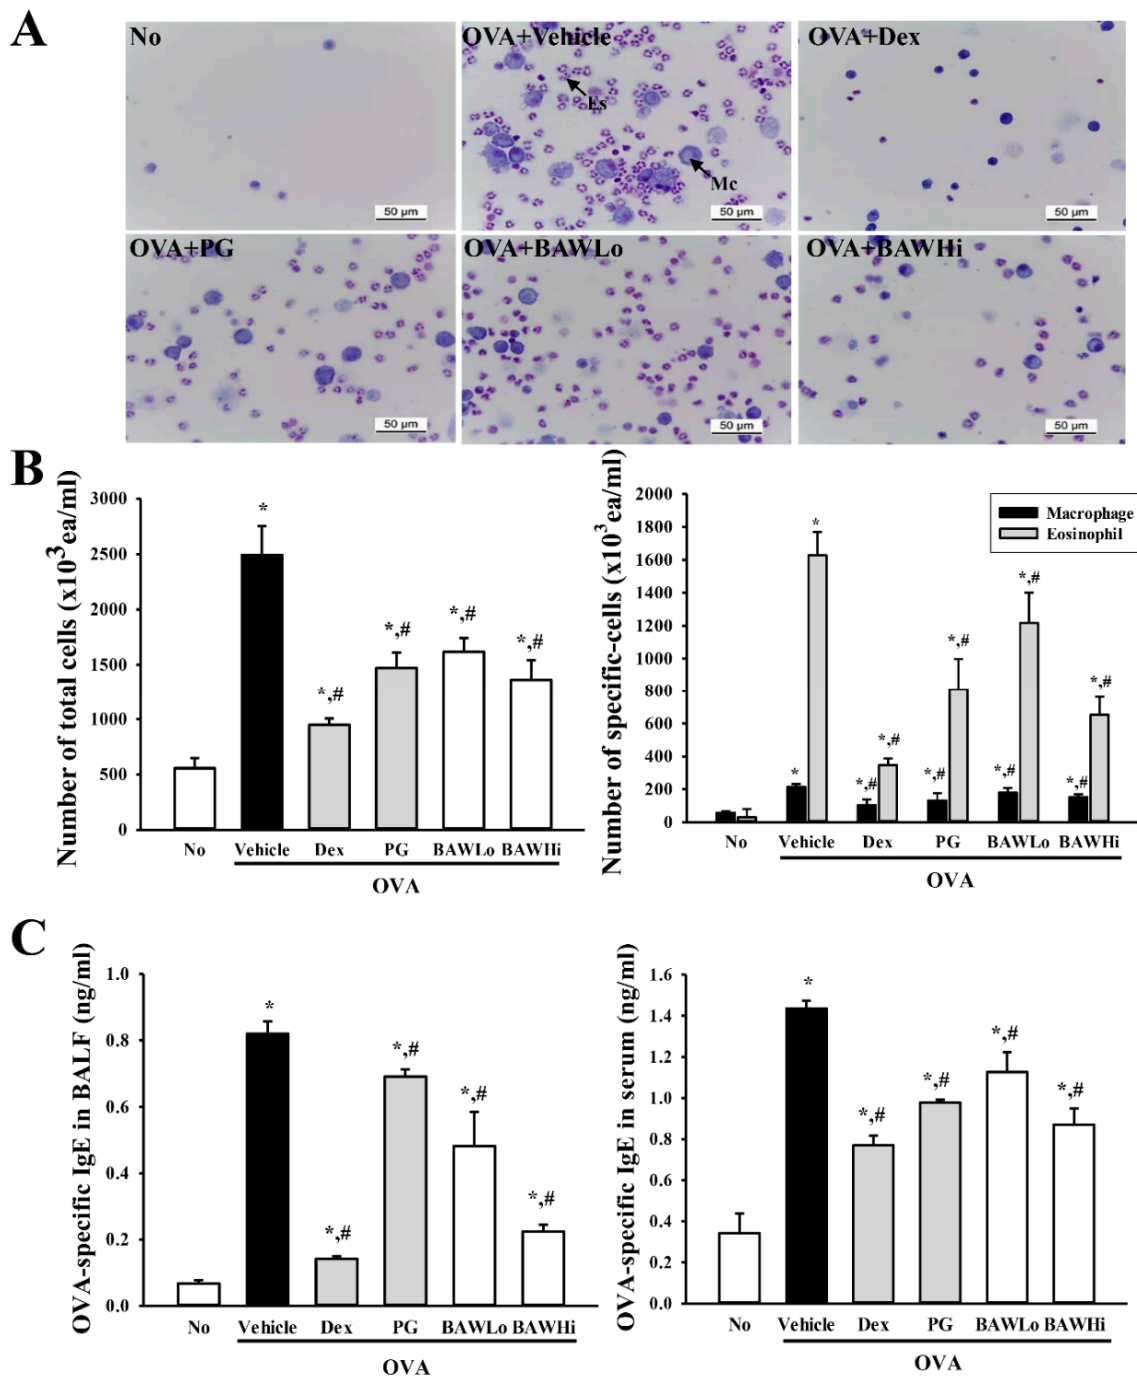 A
No
OVA+Vehicle
OVA+Dex
Es
Mc
50 µm
50 µm
50 µm
OVA+PG
OVA+BAWLo
OVA+BAWHi
50 µm
50 µm
50 µm
B
Number of total cells (x10³ea/ml)
3000
2500
2000
1500
1000
500
0
*
*,#
*,#
*,#
*,#
No
Vehicle
Dex
PG
BAWLo
BAWHi
OVA
Number of specific-cells (x10³ea/ml)
2000
1800
1600
1400
1200
1000
800
600
400
200
0
Macrophage
Eosinophil
*
*
*,#
*,#
*,#
*,#
*,#
*,#
*,#
*,#
No
Vehicle
Dex
PG
BAWLo
BAWHi
OVA
C
OVA-specific IgE in BALF (ng/ml)
1.0
0.8
0.6
0.4
0.2
0.0
*
*,#
*,#
*,#
*,#
No
Vehicle
Dex
PG
BAWLo
BAWHi
OVA
OVA-specific IgE in serum (ng/ml)
1.6
1.4
1.2
1.0
0.8
0.6
0.4
0.2
0.0
*
*,#
*,#
*,#
*,#
No
Vehicle
Dex
PG
BAWLo
BAWHi
OVA